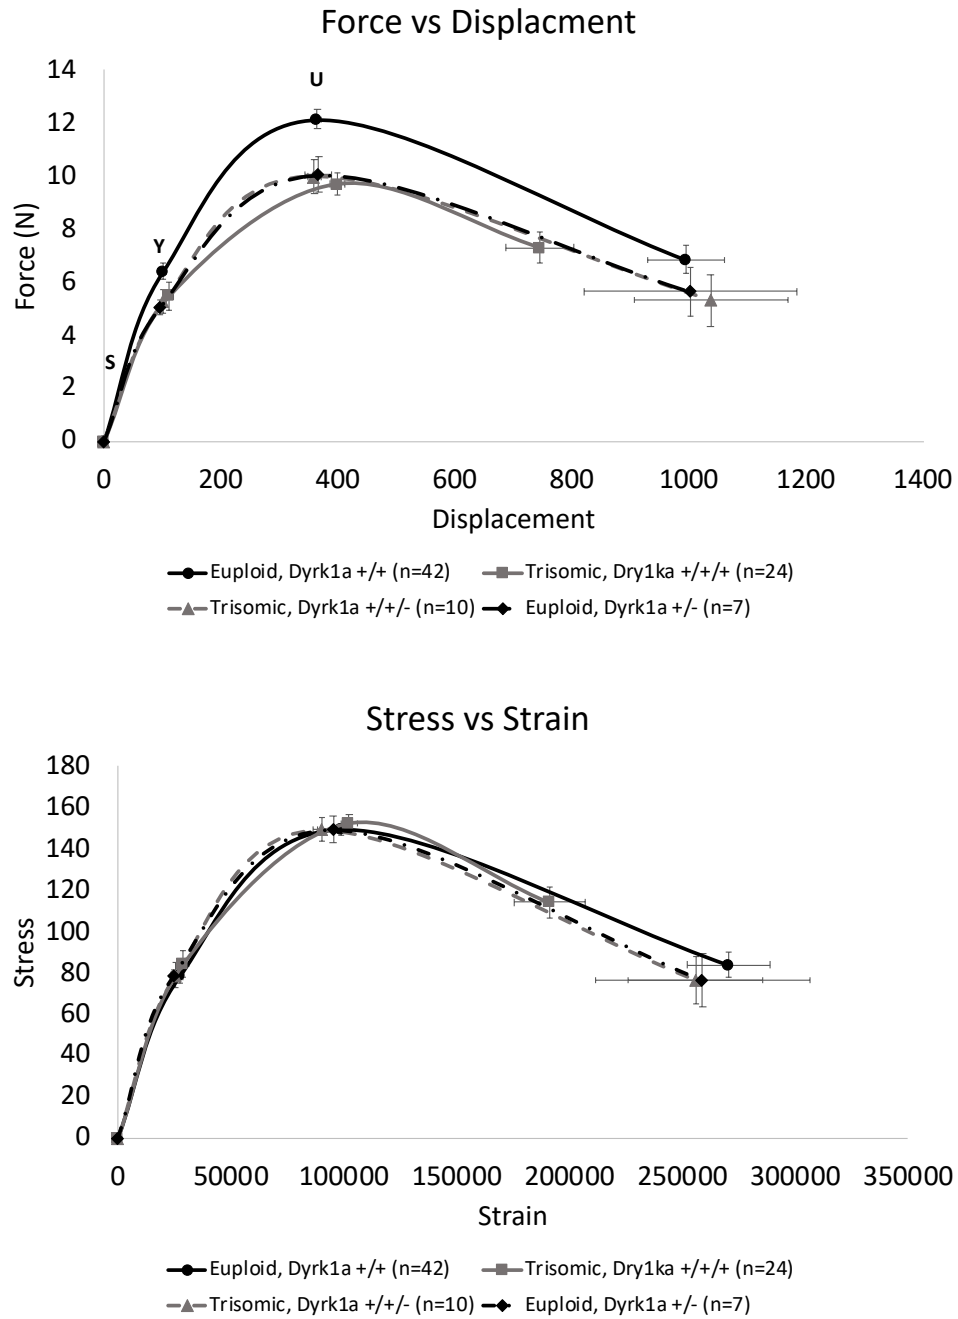 Force vs Displacment
14
12
10
8
6
4
2
0
Force (N)
U
Y
S
0 200 400 600 800 1000 1200 1400
Displacement
Euploid, Dyrk1a +/+ (n=42) Trisomic, Dry1ka +/+/+ (n=24)
Trisomic, Dyrk1a +/+/- (n=10) Euploid, Dyrk1a +/- (n=7)
Stress vs Strain
180
160
140
120
100
80
60
40
20
0
Stress
0 50000 100000 150000 200000 250000 300000 350000
Strain
Euploid, Dyrk1a +/+ (n=42) Trisomic, Dry1ka +/+/+ (n=24)
Trisomic, Dyrk1a +/+/- (n=10) Euploid, Dyrk1a +/- (n=7)